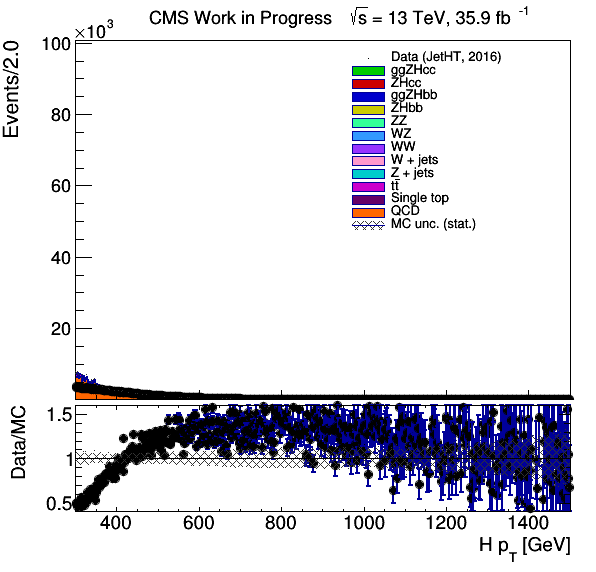 CMS Work in Progress √s = 13 TeV, 35.9 fb⁻¹
×10³
Events/2.0
100
80
60
40
20
Data (JetHT, 2016)
ggZHcc
ZHcc
ggZHbb
ZHbb
ZZ
WZ
WW
W + jets
Z + jets
tt̄
Single top
QCD
MC unc. (stat.)
Data/MC
1.5
1
0.5
400 600 800 1000 1200 1400
H p_T [GeV]